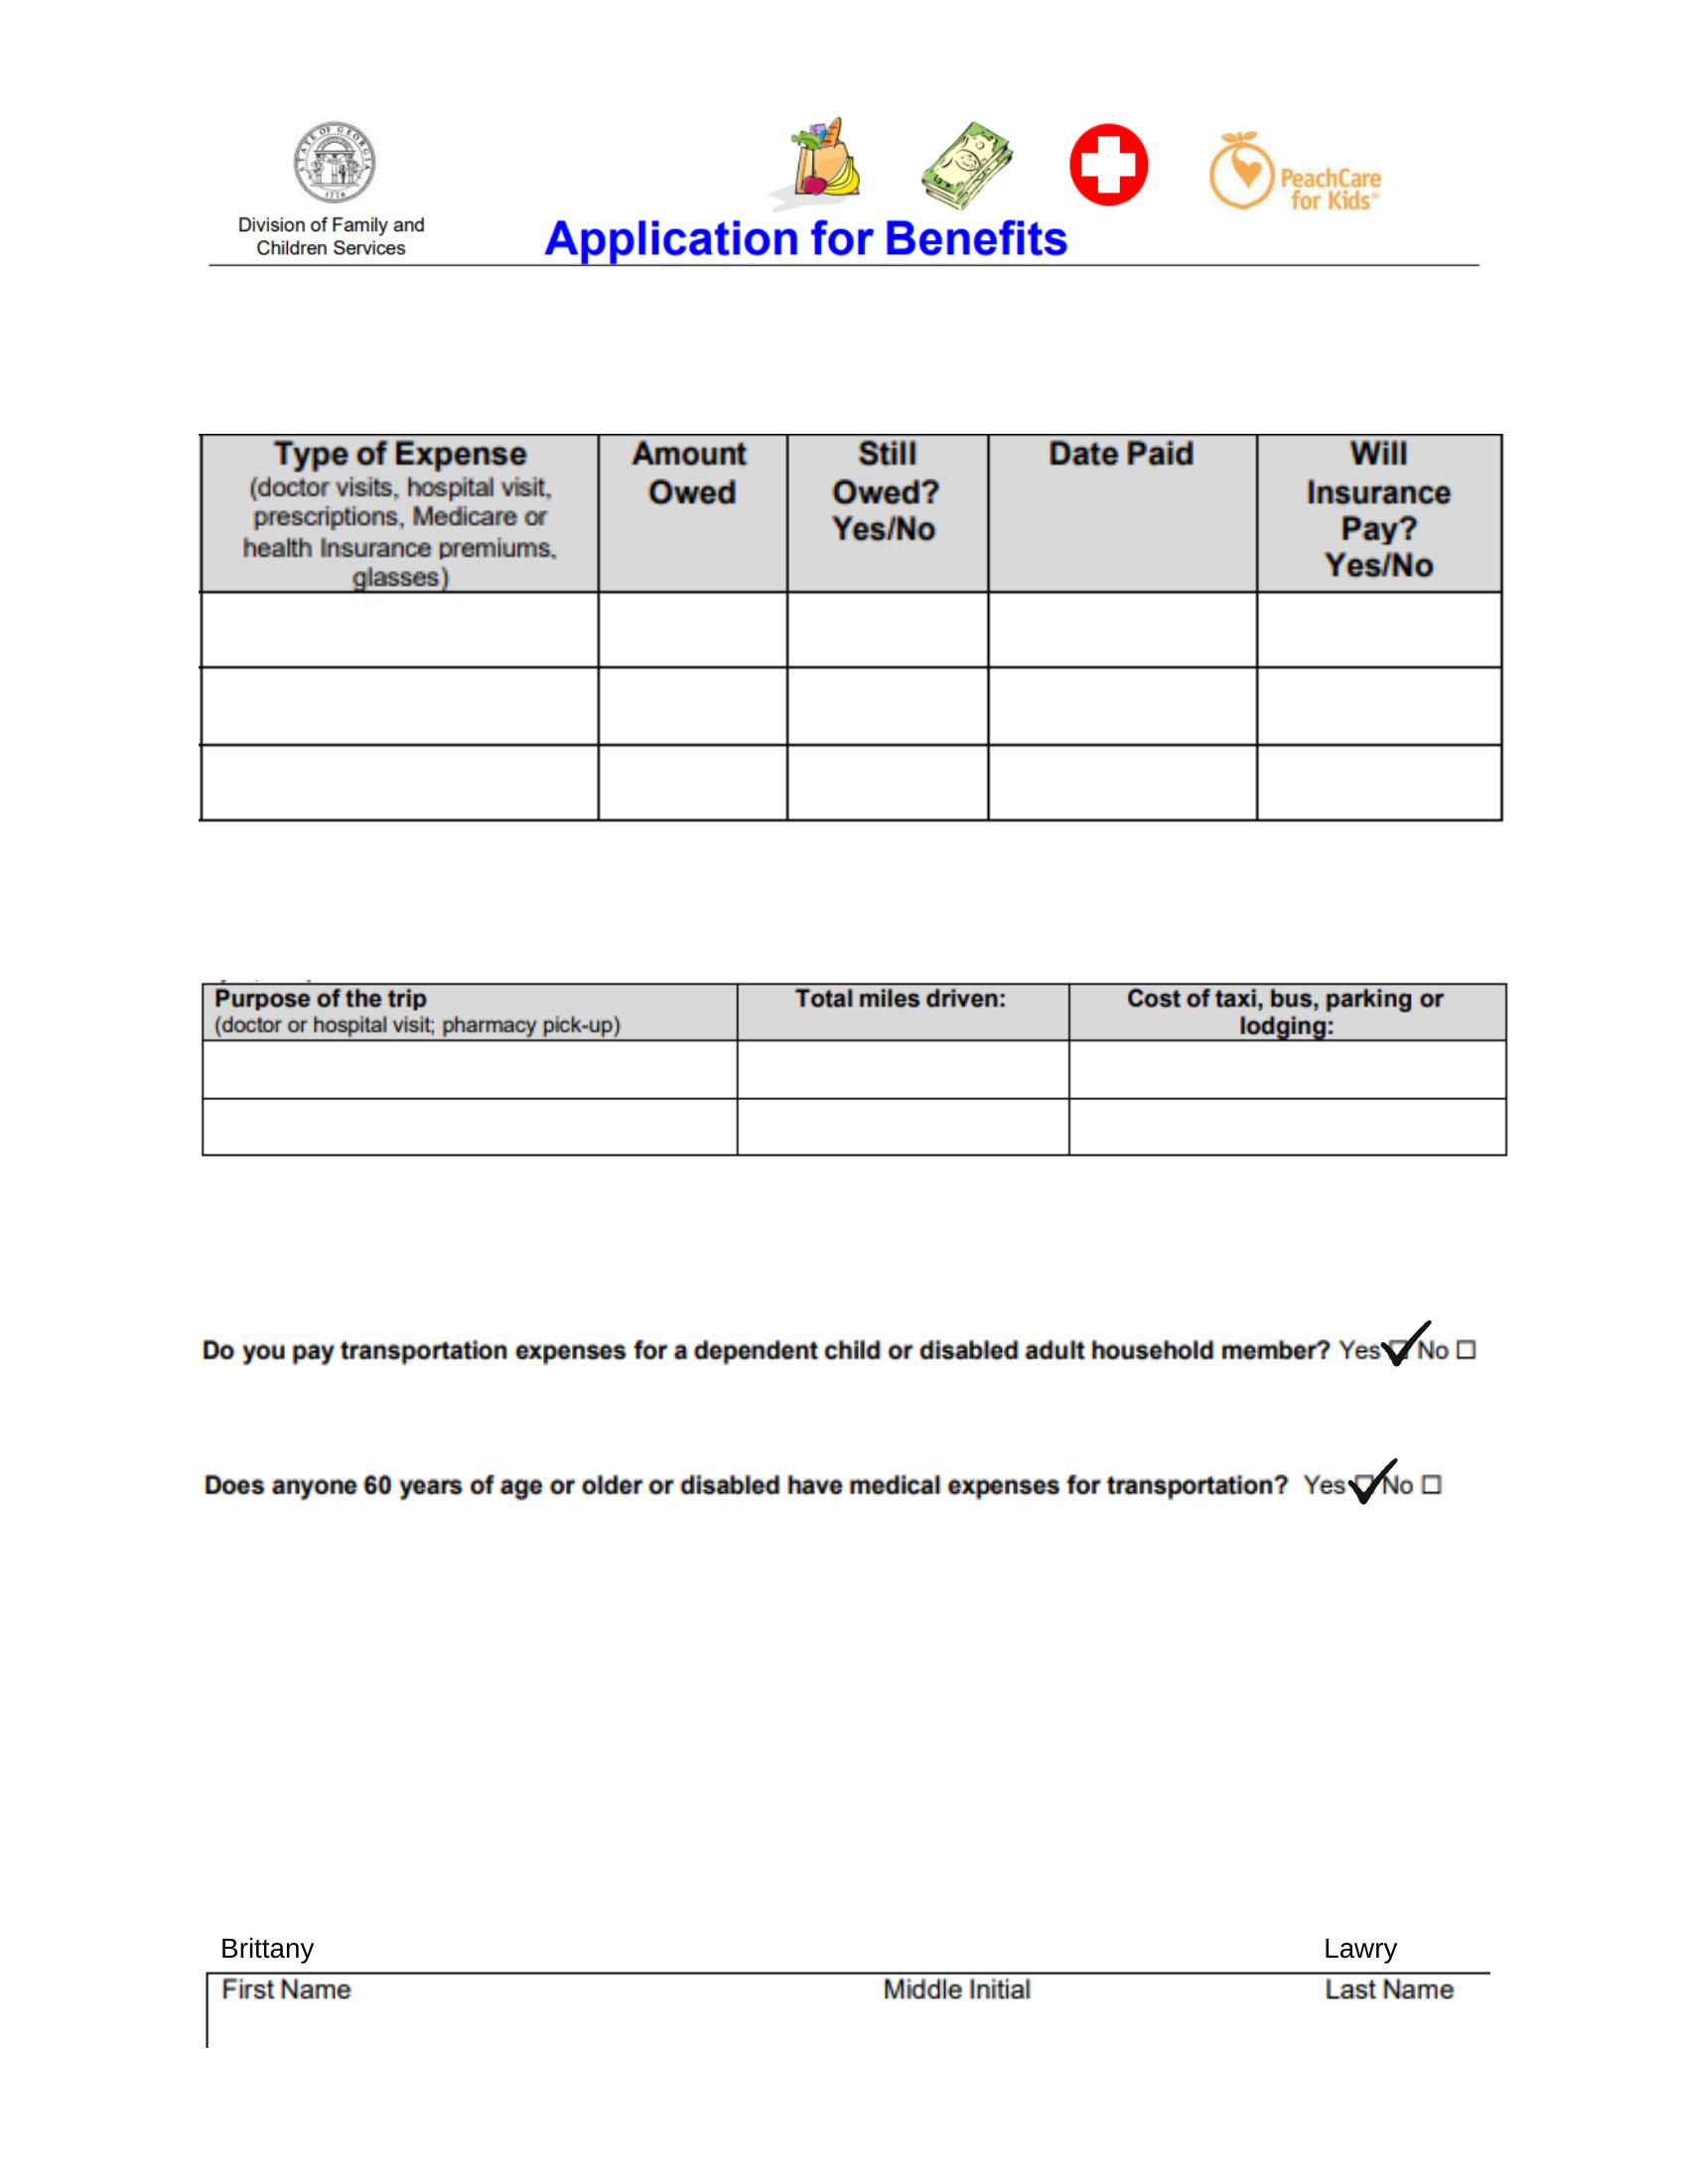 STATE OF GEORGIA
1776
PeachCare
for Kids®
Division of Family and
Children Services
Application for Benefits
Type of Expense
(doctor visits, hospital visit,
prescriptions, Medicare or
health Insurance premiums,
glasses)
Amount
Owed
Still
Owed?
Yes/No
Date Paid
Will
Insurance
Pay?
Yes/No
Purpose of the trip
(doctor or hospital visit; pharmacy pick-up)
Total miles driven:
Cost of taxi, bus, parking or
lodging:
Do you pay transportation expenses for a dependent child or disabled adult household member? Yes ☑ No ☐
Does anyone 60 years of age or older or disabled have medical expenses for transportation? Yes ☑ No ☐
Brittany Lawry
First Name Middle Initial Last Name